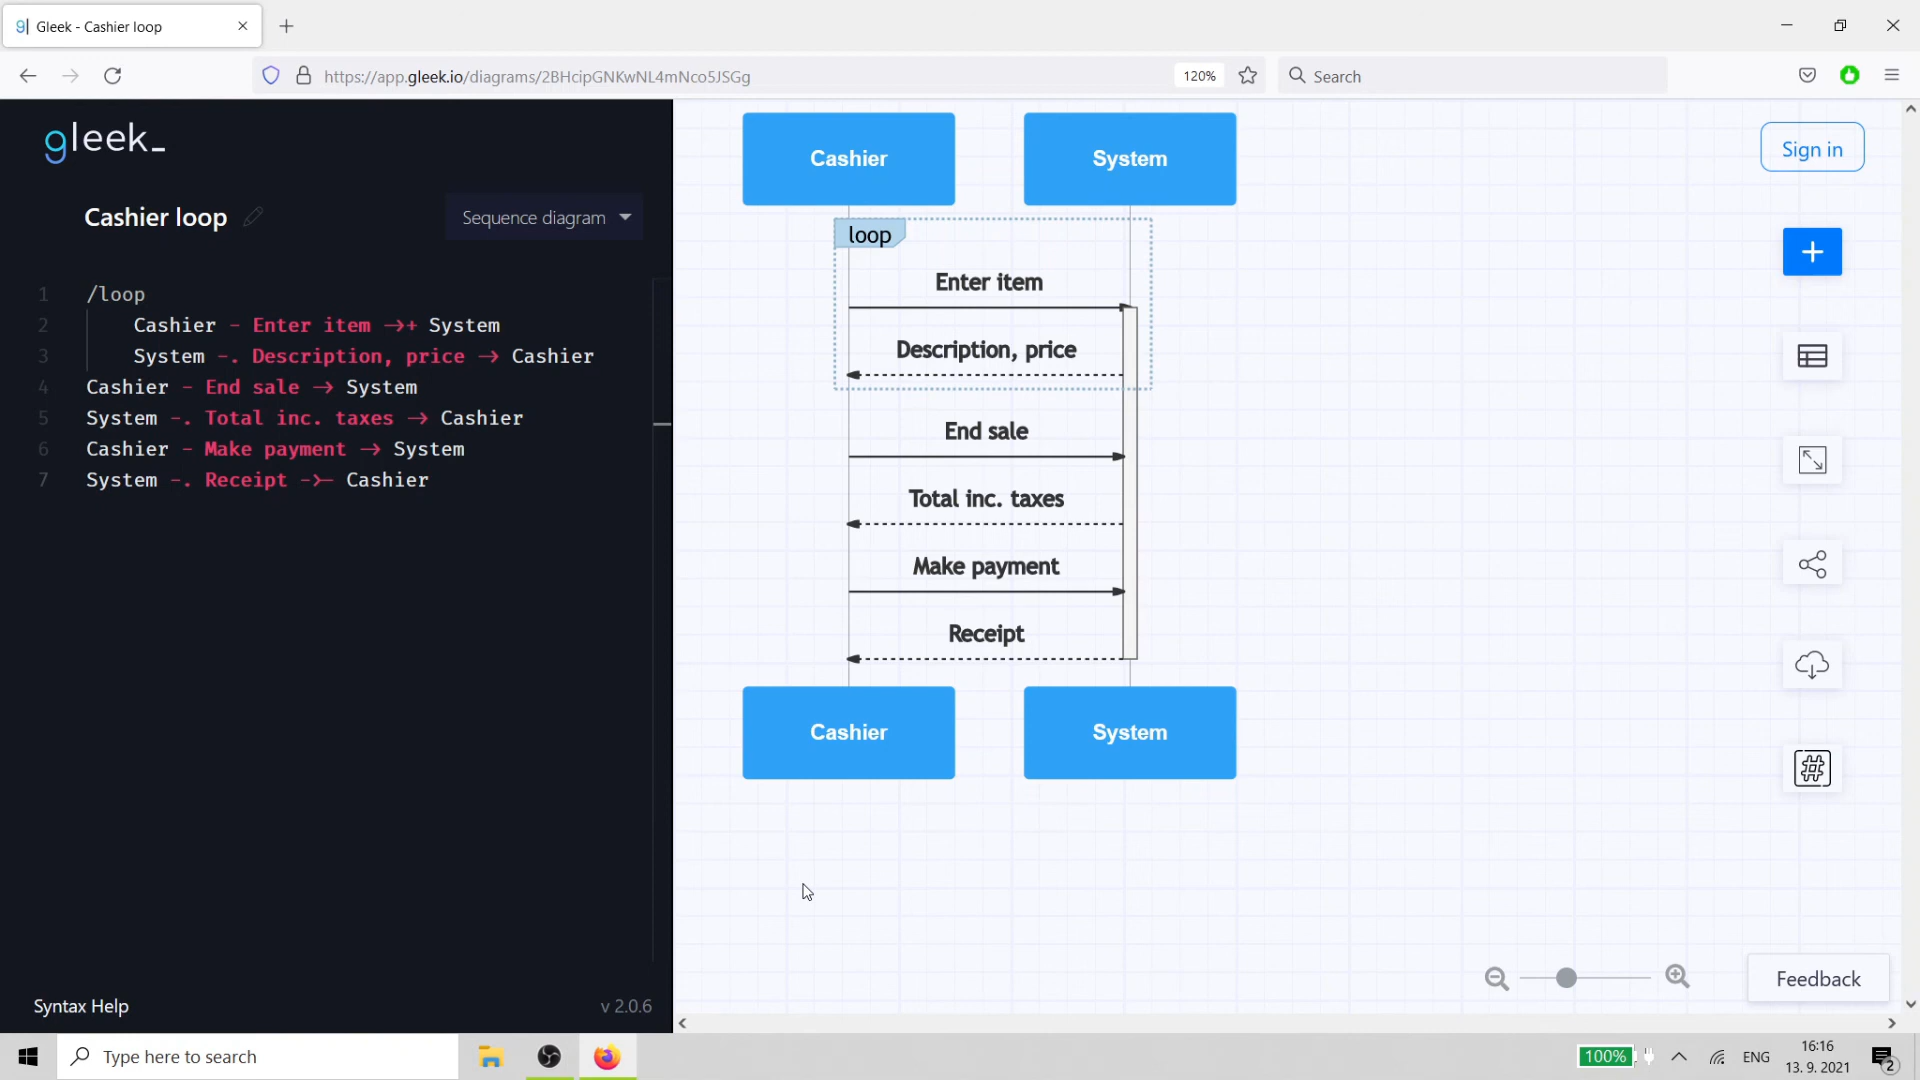 Gleek - Cashier loop
https://app.gleek.io/diagrams/2BHcipGNKwNL4mNco5JSGg
120%
Search
gleek_
Cashier loop
Sequence diagram
1 /loop
2 Cashier - Enter item ->+ System
3 System -. Description, price -> Cashier
4 Cashier - End sale -> System
5 System -. Total inc. taxes -> Cashier
6 Cashier - Make payment -> System
7 System -. Receipt ->- Cashier
Syntax Help
v 2.0.6
Cashier
System
loop
Enter item
Description, price
End sale
Total inc. taxes
Make payment
Receipt
Cashier
System
Sign in
+
#
Feedback
Type here to search
100%
ENG
16:16
13. 9. 2021
2